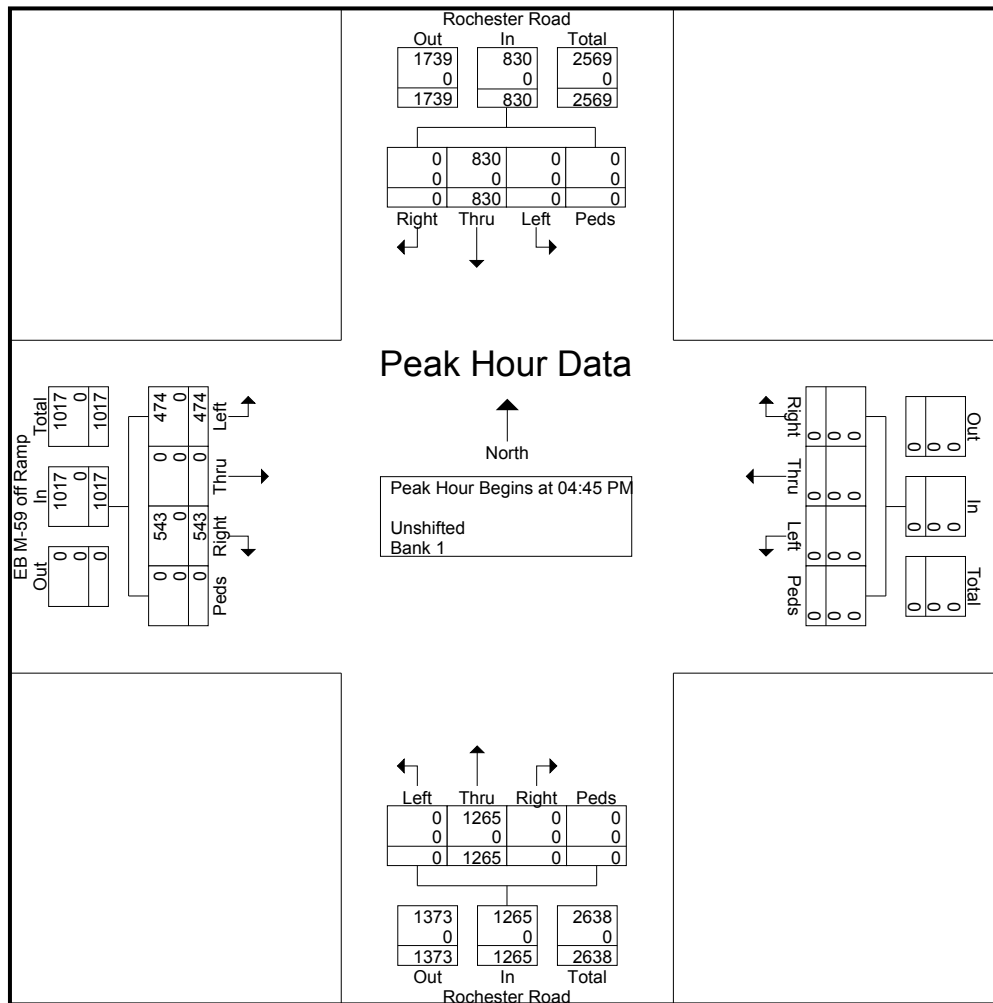 Rochester Road
Out In Total
1739 830 2569
0 0 0
1739 830 2569
0 830 0 0
0 0 0 0
0 830 0 0
Right Thru Left Peds
Peak Hour Data
North
Peak Hour Begins at 04:45 PM
Unshifted
Bank 1
EB M-59 off Ramp
Out In Total
0 1017 1017
0 0 0
0 1017 1017
0 543 0 474
0 0 0 0
0 543 0 474
Peds Right Thru Left
Out In Total
0 0 0
0 0 0
0 0 0
0 0 0 0
0 0 0 0
0 0 0 0
Right Thru Left Peds
Left Thru Right Peds
0 1265 0 0
0 0 0 0
0 1265 0 0
1373 1265 2638
0 0 0
1373 1265 2638
Out In Total
Rochester Road